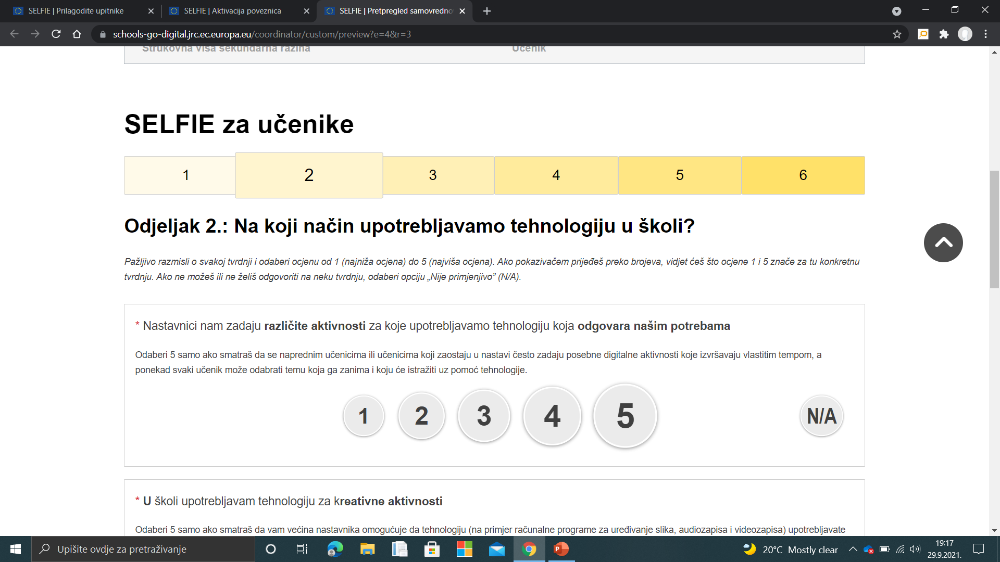 SELFIE | Prilagodite upitnike
SELFIE | Aktivacija poveznica
SELFIE | Pretpregled samovredno
schools-go-digital.jrc.ec.europa.eu/coordinator/custom/preview?e=4&r=3
Strukovna viša sekundarna razina
Učenik
SELFIE za učenike
1 2 3 4 5 6
Odjeljak 2.: Na koji način upotrebljavamo tehnologiju u školi?
Pažljivo razmisli o svakoj tvrdnji i odaberi ocjenu od 1 (najniža ocjena) do 5 (najviša ocjena). Ako pokazivačem prijeđeš preko brojeva, vidjet ćeš što ocjene 1 i 5 znače za tu konkretnu
tvrdnju. Ako ne možeš ili ne želiš odgovoriti na neku tvrdnju, odaberi opciju „Nije primjenjivo” (N/A).
* Nastavnici nam zadaju različite aktivnosti za koje upotrebljavamo tehnologiju koja odgovara našim potrebama
Odaberi 5 samo ako smatraš da se naprednim učenicima ili učenicima koji zaostaju u nastavi često zadaju posebne digitalne aktivnosti koje izvršavaju vlastitim tempom, a
ponekad svaki učenik može odabrati temu koja ga zanima i koju će istražiti uz pomoć tehnologije.
1 2 3 4 5 N/A
* U školi upotrebljavam tehnologiju za kreativne aktivnosti
Odaberi 5 samo ako smatraš da vam većina nastavnika omogućuje da tehnologiju (na primjer računalne programe za uređivanje slika, audiozapisa i videozapisa) upotrebljavate
Upišite ovdje za pretraživanje
20°C Mostly clear
19:17
29.9.2021.